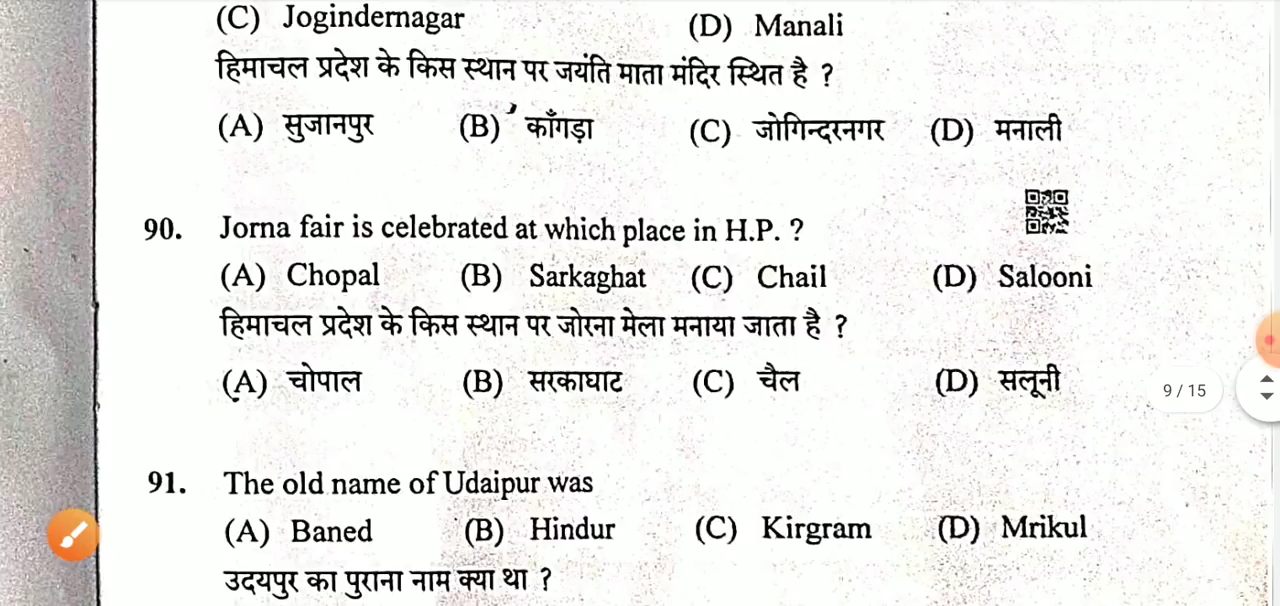 (C) Jogindernagar (D) Manali
हिमाचल प्रदेश के किस स्थान पर जयंति माता मंदिर स्थित है ?
(A) सुजानपुर (B) काँगड़ा (C) जोगिन्दरनगर (D) मनाली
90. Jorna fair is celebrated at which place in H.P. ?
(A) Chopal (B) Sarkaghat (C) Chail (D) Salooni
हिमाचल प्रदेश के किस स्थान पर जोरना मेला मनाया जाता है ?
(A) चोपाल (B) सरकाघाट (C) चैल (D) सलूनी
9 / 15
91. The old name of Udaipur was
(A) Baned (B) Hindur (C) Kirgram (D) Mrikul
उदयपुर का पुराना नाम क्या था ?